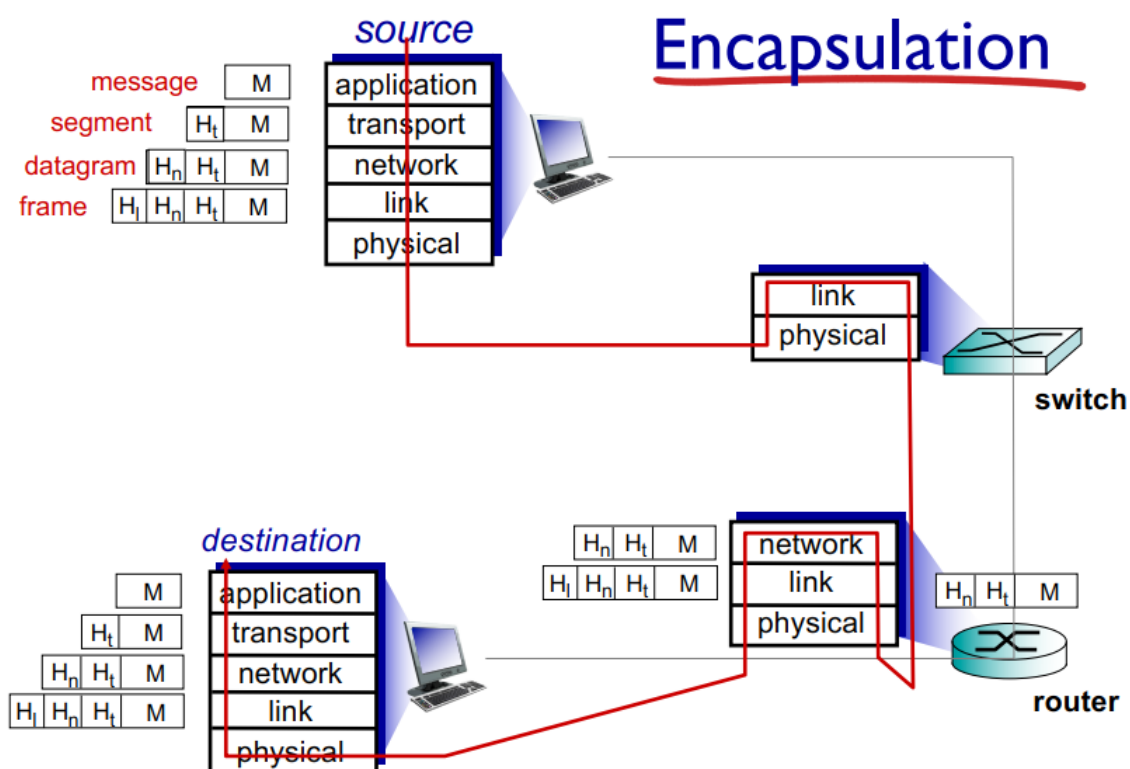 source
Encapsulation
message M
segment Ht M
datagram Hn Ht M
frame Hl Hn Ht M
application
transport
network
link
physical
link
physical
switch
destination
M
Ht M
Hn Ht M
Hl Hn Ht M
application
transport
network
link
physical
Hn Ht M
Hl Hn Ht M
network
link
physical
Hn Ht M
router